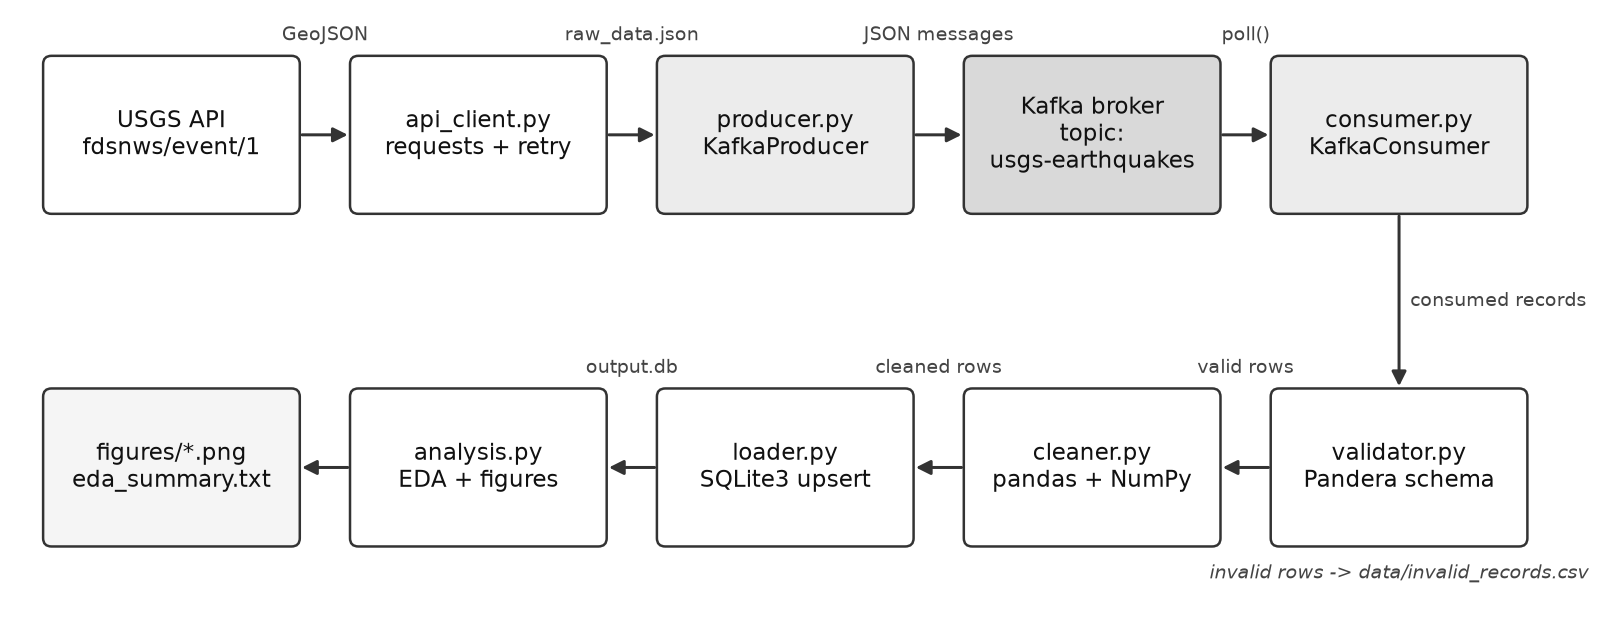 GeoJSON
raw_data.json
JSON messages
poll()
USGS API
fdsnws/event/1
api_client.py
requests + retry
producer.py
KafkaProducer
Kafka broker
topic:
usgs-earthquakes
consumer.py
KafkaConsumer
consumed records
output.db
cleaned rows
valid rows
figures/*.png
eda_summary.txt
analysis.py
EDA + figures
loader.py
SQLite3 upsert
cleaner.py
pandas + NumPy
validator.py
Pandera schema
invalid rows -> data/invalid_records.csv